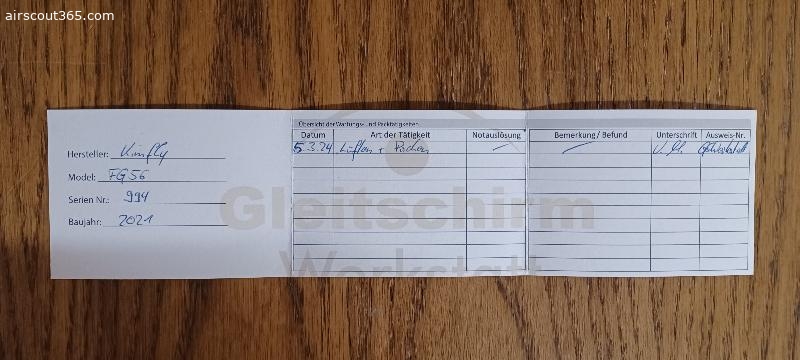 airscout365.com
Hersteller: Kimfly
Model: FG56
Serien Nr.: 994
Baujahr: 2021
Übersicht der Wartungs- und Packtätigkeiten
Datum Art der Tätigkeit Notauslösung Bemerkung/ Befund Unterschrift Ausweis-Nr.
5.3.24 Lüften + Packen — —
Gleitschirm
Werkstatt